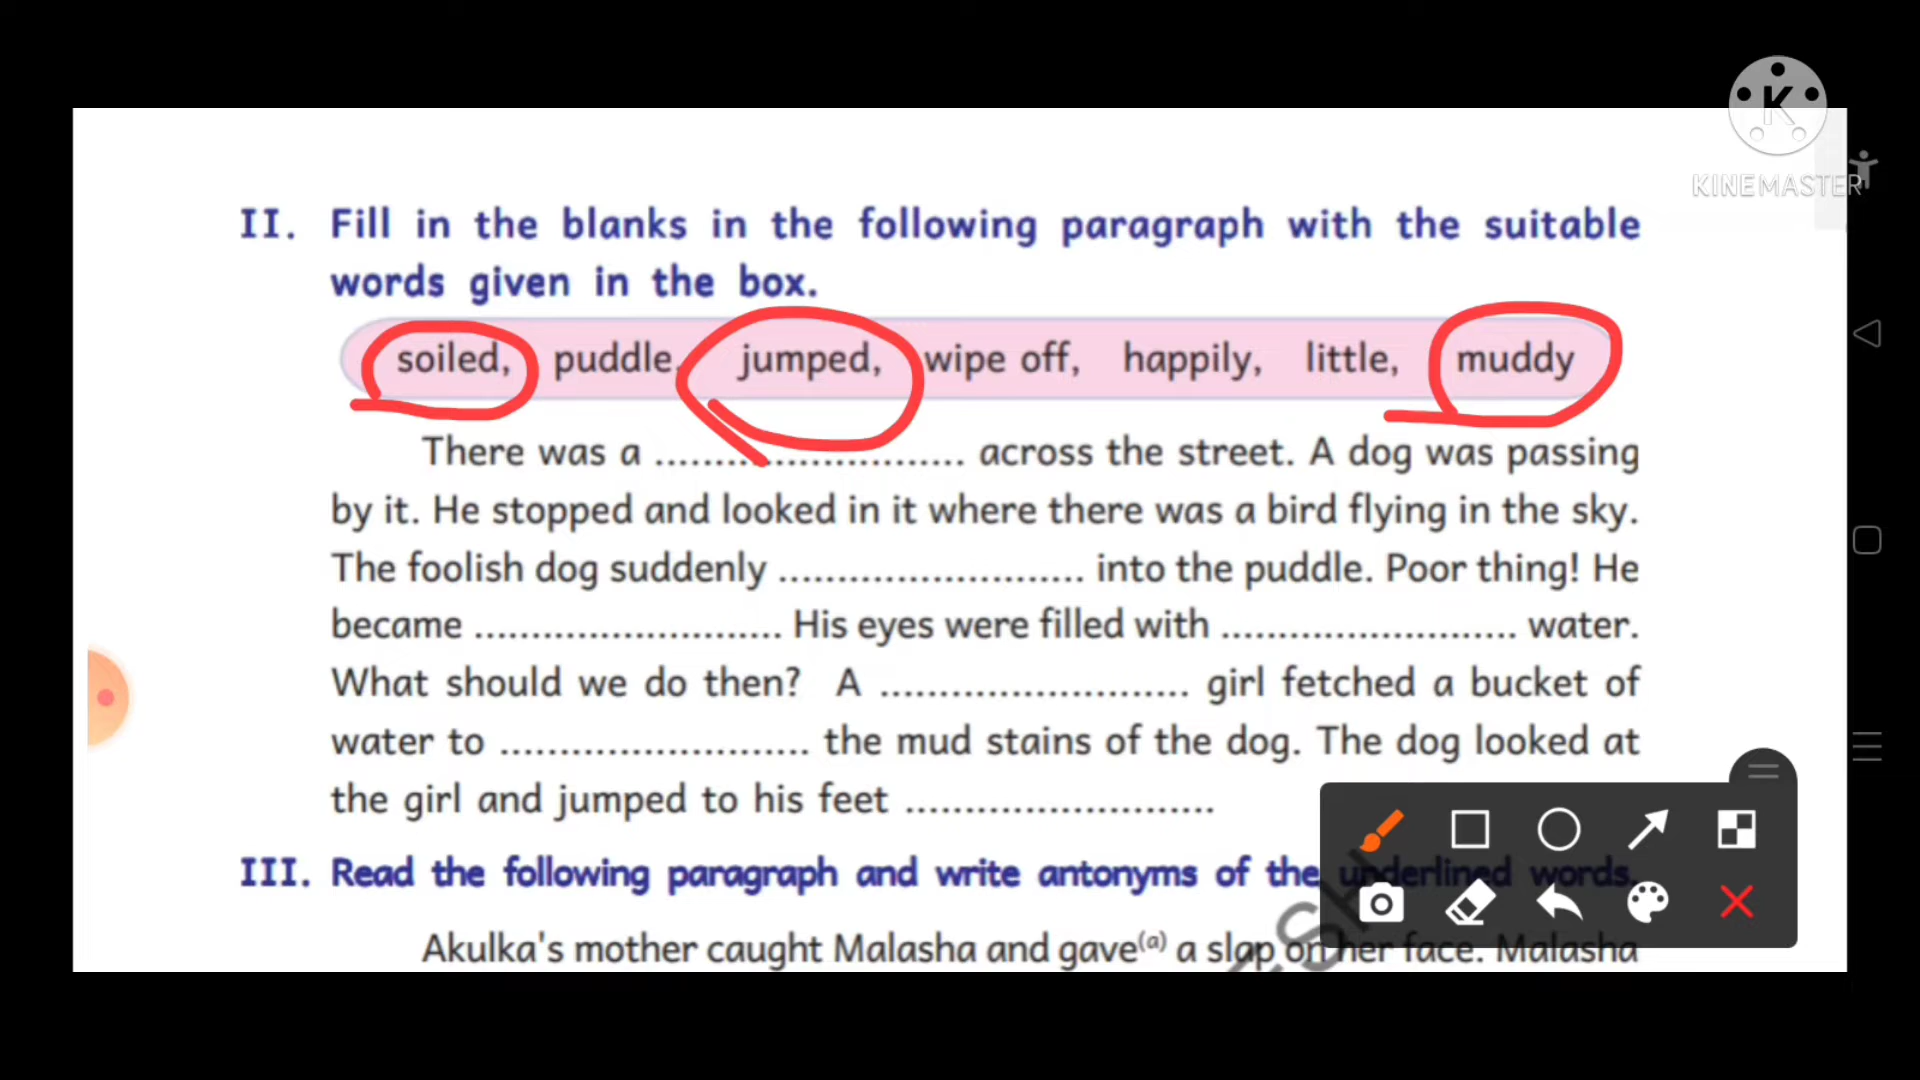 KINEMASTER
II. Fill in the blanks in the following paragraph with the suitable
words given in the box.
soiled, puddle, jumped, wipe off, happily, little, muddy
There was a .......................... across the street. A dog was passing
by it. He stopped and looked in it where there was a bird flying in the sky.
The foolish dog suddenly .......................... into the puddle. Poor thing! He
became .......................... His eyes were filled with ......................... water.
What should we do then? A .......................... girl fetched a bucket of
water to .......................... the mud stains of the dog. The dog looked at
the girl and jumped to his feet ..........................
III. Read the following paragraph and write antonyms of the underlined words.
Akulka's mother caught Malasha and gave(a) a slap on her face. Malasha